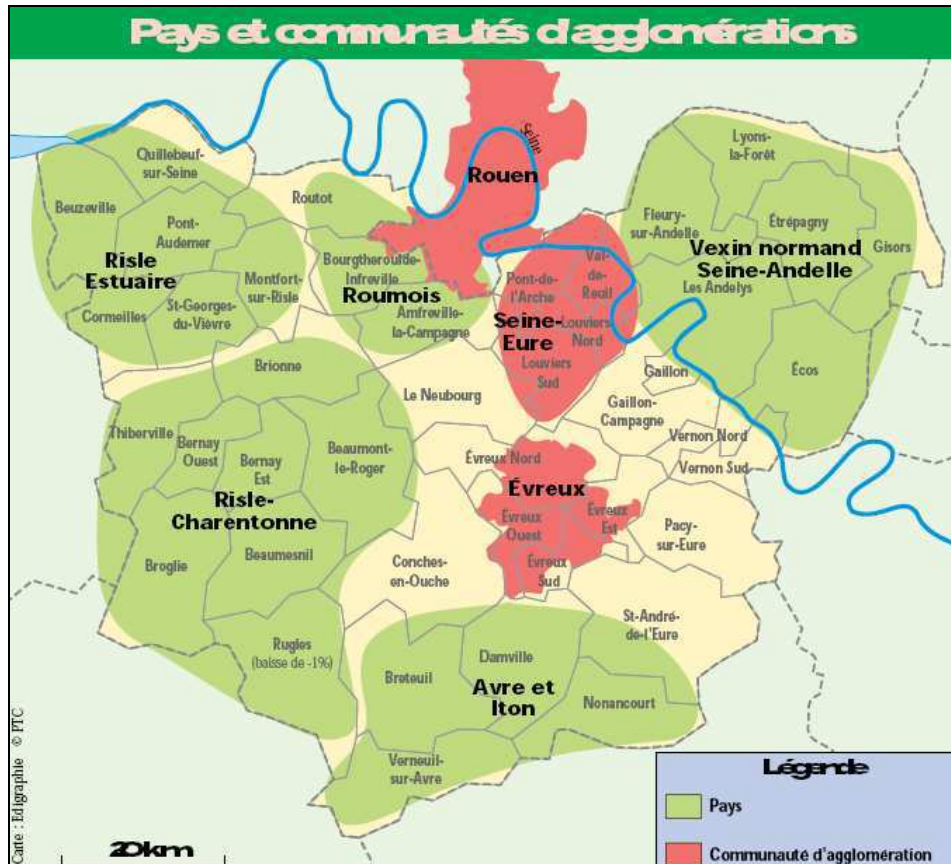 Pays et communautés d'agglomérations
Seine
Rouen
Lyons-
la-Forêt
Quillebeuf-
sur-Seine
Routot
Beuzeville
Pont-
Audemer
Fleury-
sur-Andelle
Étrépagny
Gisors
Vexin normand
Seine-Andelle
Les Andelys
Risle
Estuaire
Bourgtheroulde-
Infreville
Roumois
Montfort-
sur-Risle
Pont-de-
l'Arche
Val-
de-
Reuil
Cormeilles
St-Georges-
du-Vièvre
Amfreville-
la-Campagne
Seine-
Eure
Louviers
Nord
Louviers
Sud
Brionne
Gaillon
Écos
Le Neubourg
Gaillon-
Campagne
Thiberville
Bernay
Ouest
Bernay
Est
Beaumont-
le-Roger
Vernon Nord
Vernon Sud
Évreux Nord
Évreux
Risle-
Charentonne
Évreux
Ouest
Évreux
Est
Pacy-
sur-Eure
Broglie
Beaumesnil
Conches-
en-Ouche
Évreux
Sud
St-André-
de-l'Eure
Rugles
(baisse de -1%)
Breteuil
Damville
Avre et
Iton
Nonancourt
Verneuil-
sur-Avre
Légende
Pays
Communauté d'agglomération
20km
Carte : Edigraphie © PTC